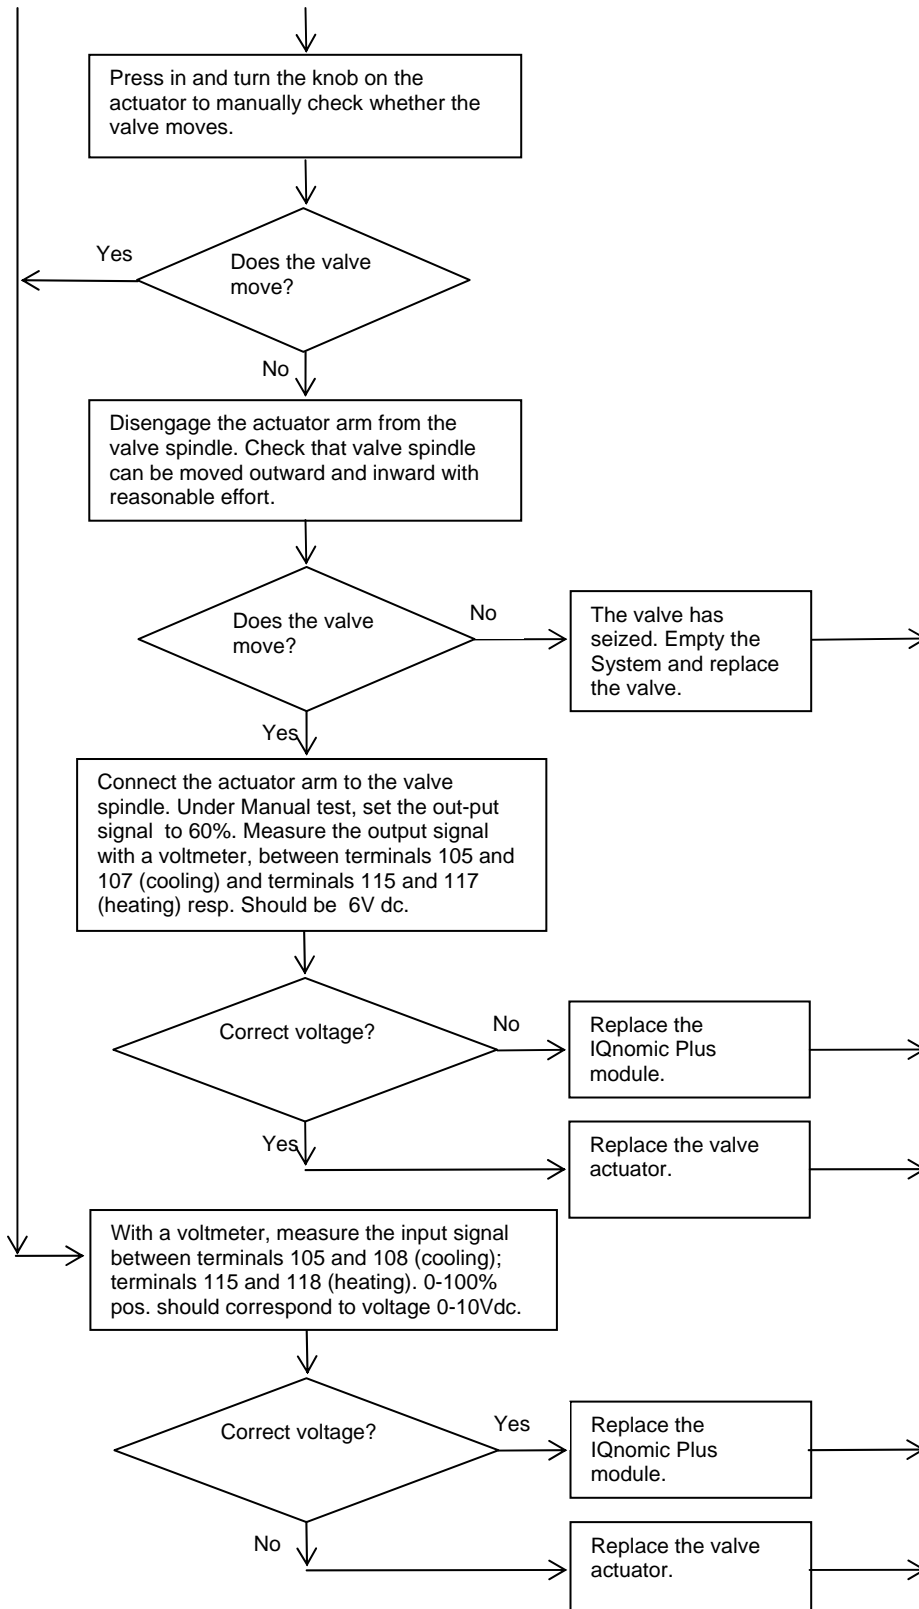 Press in and turn the knob on the
actuator to manually check whether the
valve moves.
Yes
Does the valve
move?
No
Disengage the actuator arm from the
valve spindle. Check that valve spindle
can be moved outward and inward with
reasonable effort.
Does the valve
move?
No
The valve has
seized. Empty the
System and replace
the valve.
Yes
Connect the actuator arm to the valve
spindle. Under Manual test, set the out-put
signal  to 60%. Measure the output signal
with a voltmeter, between terminals 105 and
107 (cooling) and terminals 115 and 117
(heating) resp. Should be  6V dc.
Correct voltage?
No
Replace the
IQnomic Plus
module.
Yes
Replace the valve
actuator.
With a voltmeter, measure the input signal
between terminals 105 and 108 (cooling);
terminals 115 and 118 (heating). 0-100%
pos. should correspond to voltage 0-10Vdc.
Correct voltage?
Yes
Replace the
IQnomic Plus
module.
No
Replace the valve
actuator.